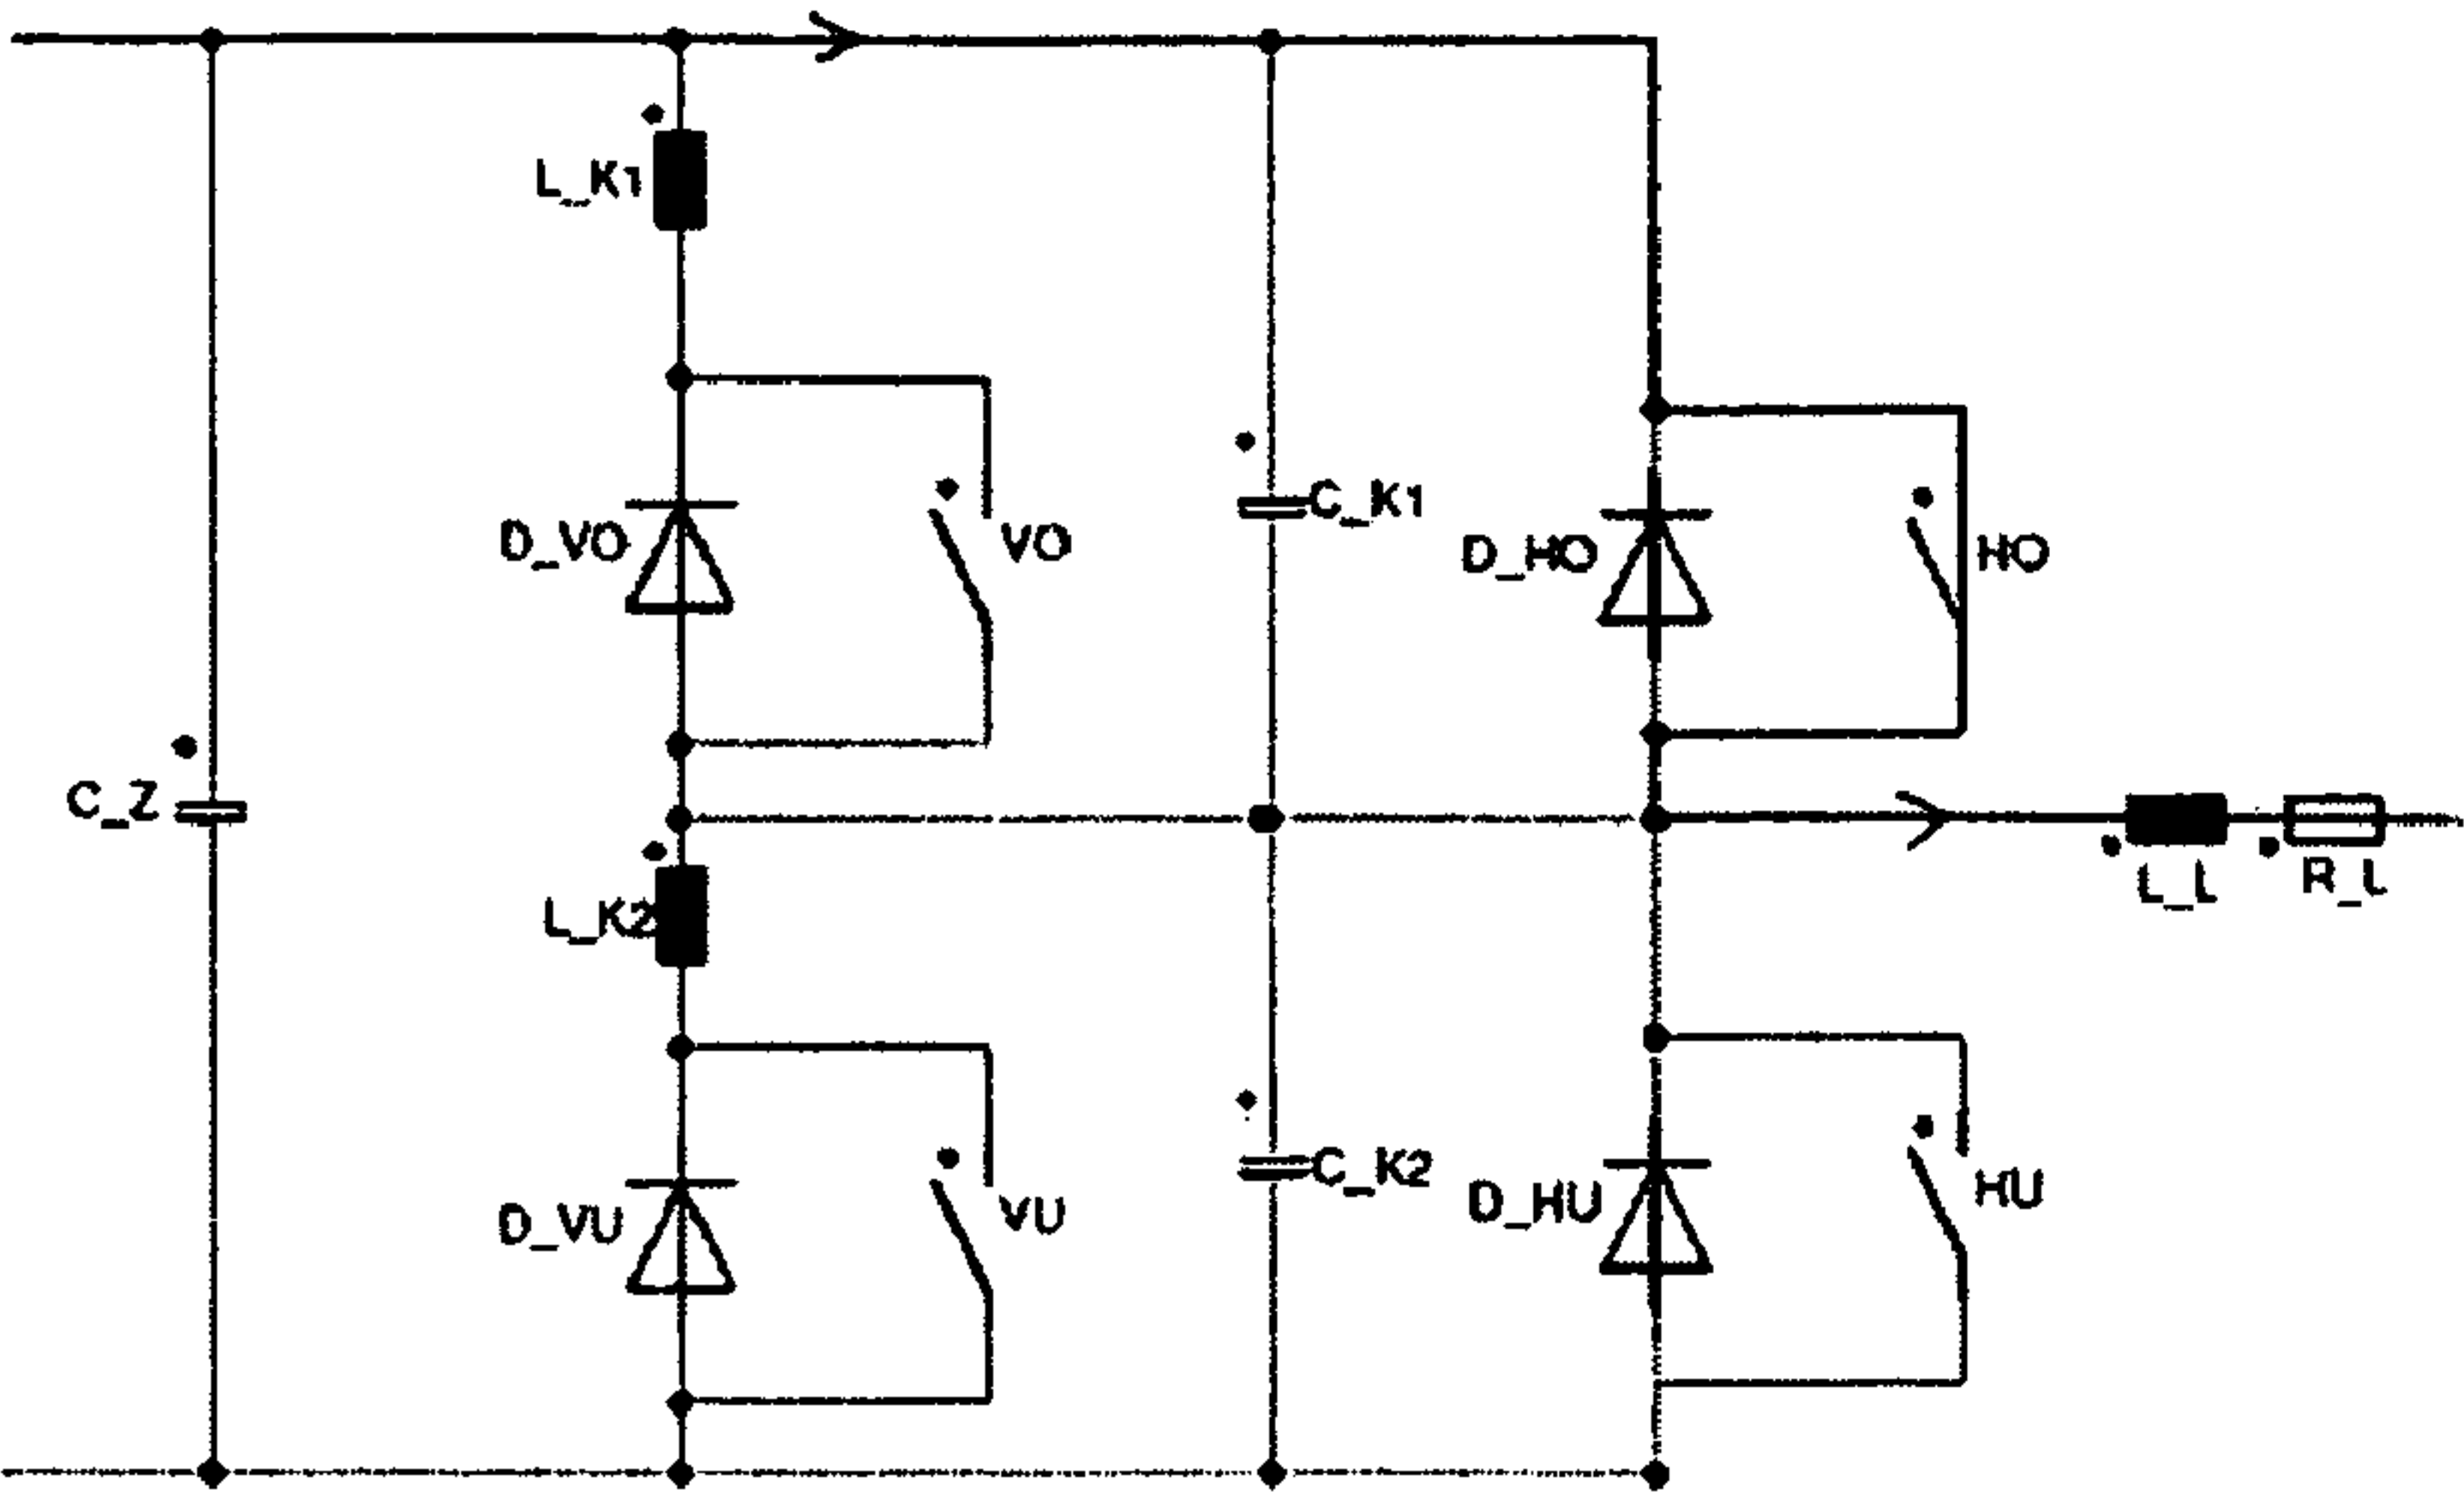 L_K1
C_K1
D_VO
VO
D_HO
HO
C_Z
L_K2
L_L
R_L
C_K2
D_VU
VU
D_HU
HU